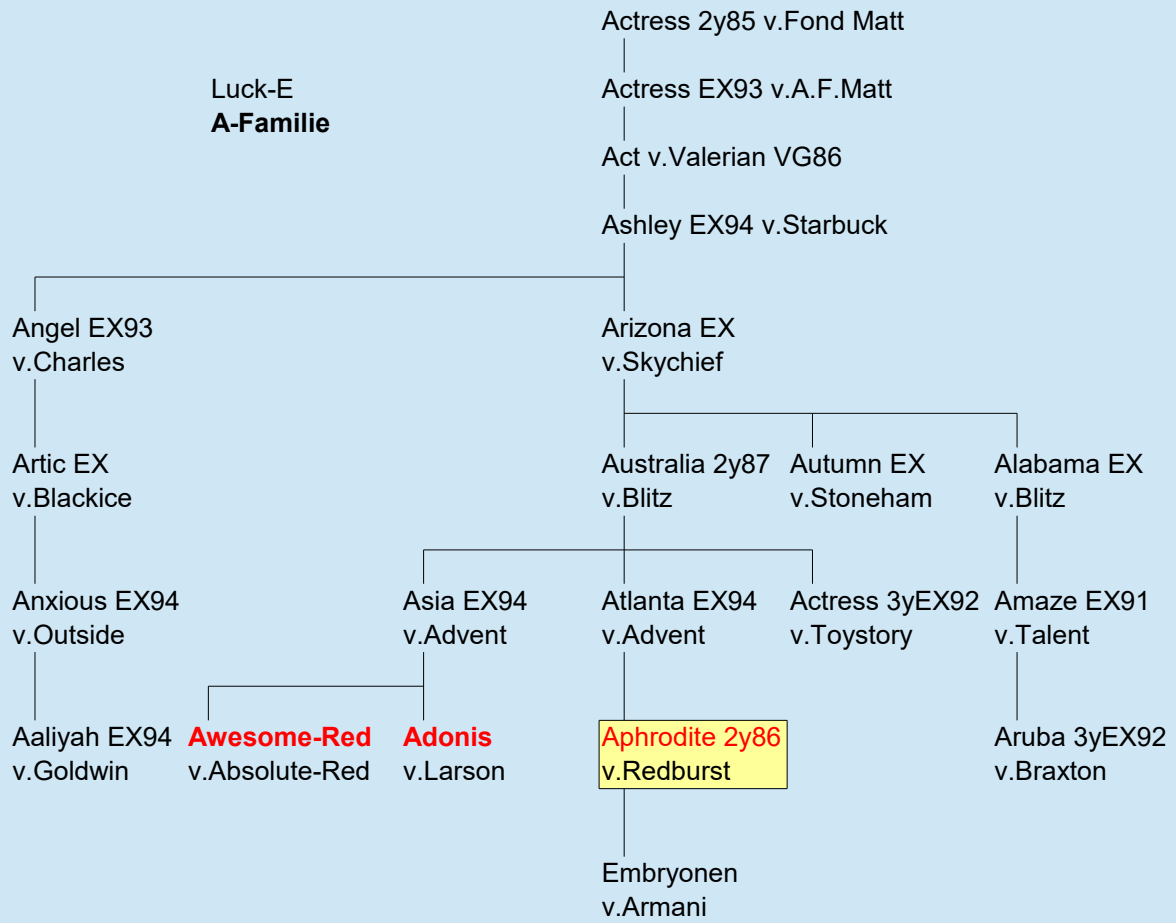 Actress 2y85 v.Fond Matt
Luck-E
A-Familie
Actress EX93 v.A.F.Matt
Act v.Valerian VG86
Ashley EX94 v.Starbuck
Angel EX93
v.Charles
Arizona EX
v.Skychief
Artic EX
v.Blackice
Australia 2y87
v.Blitz
Autumn EX
v.Stoneham
Alabama EX
v.Blitz
Anxious EX94
v.Outside
Asia EX94
v.Advent
Atlanta EX94
v.Advent
Actress 3yEX92
v.Toystory
Amaze EX91
v.Talent
Aaliyah EX94
v.Goldwin
Awesome-Red
v.Absolute-Red
Adonis
v.Larson
Aphrodite 2y86
v.Redburst
Aruba 3yEX92
v.Braxton
Embryonen
v.Armani